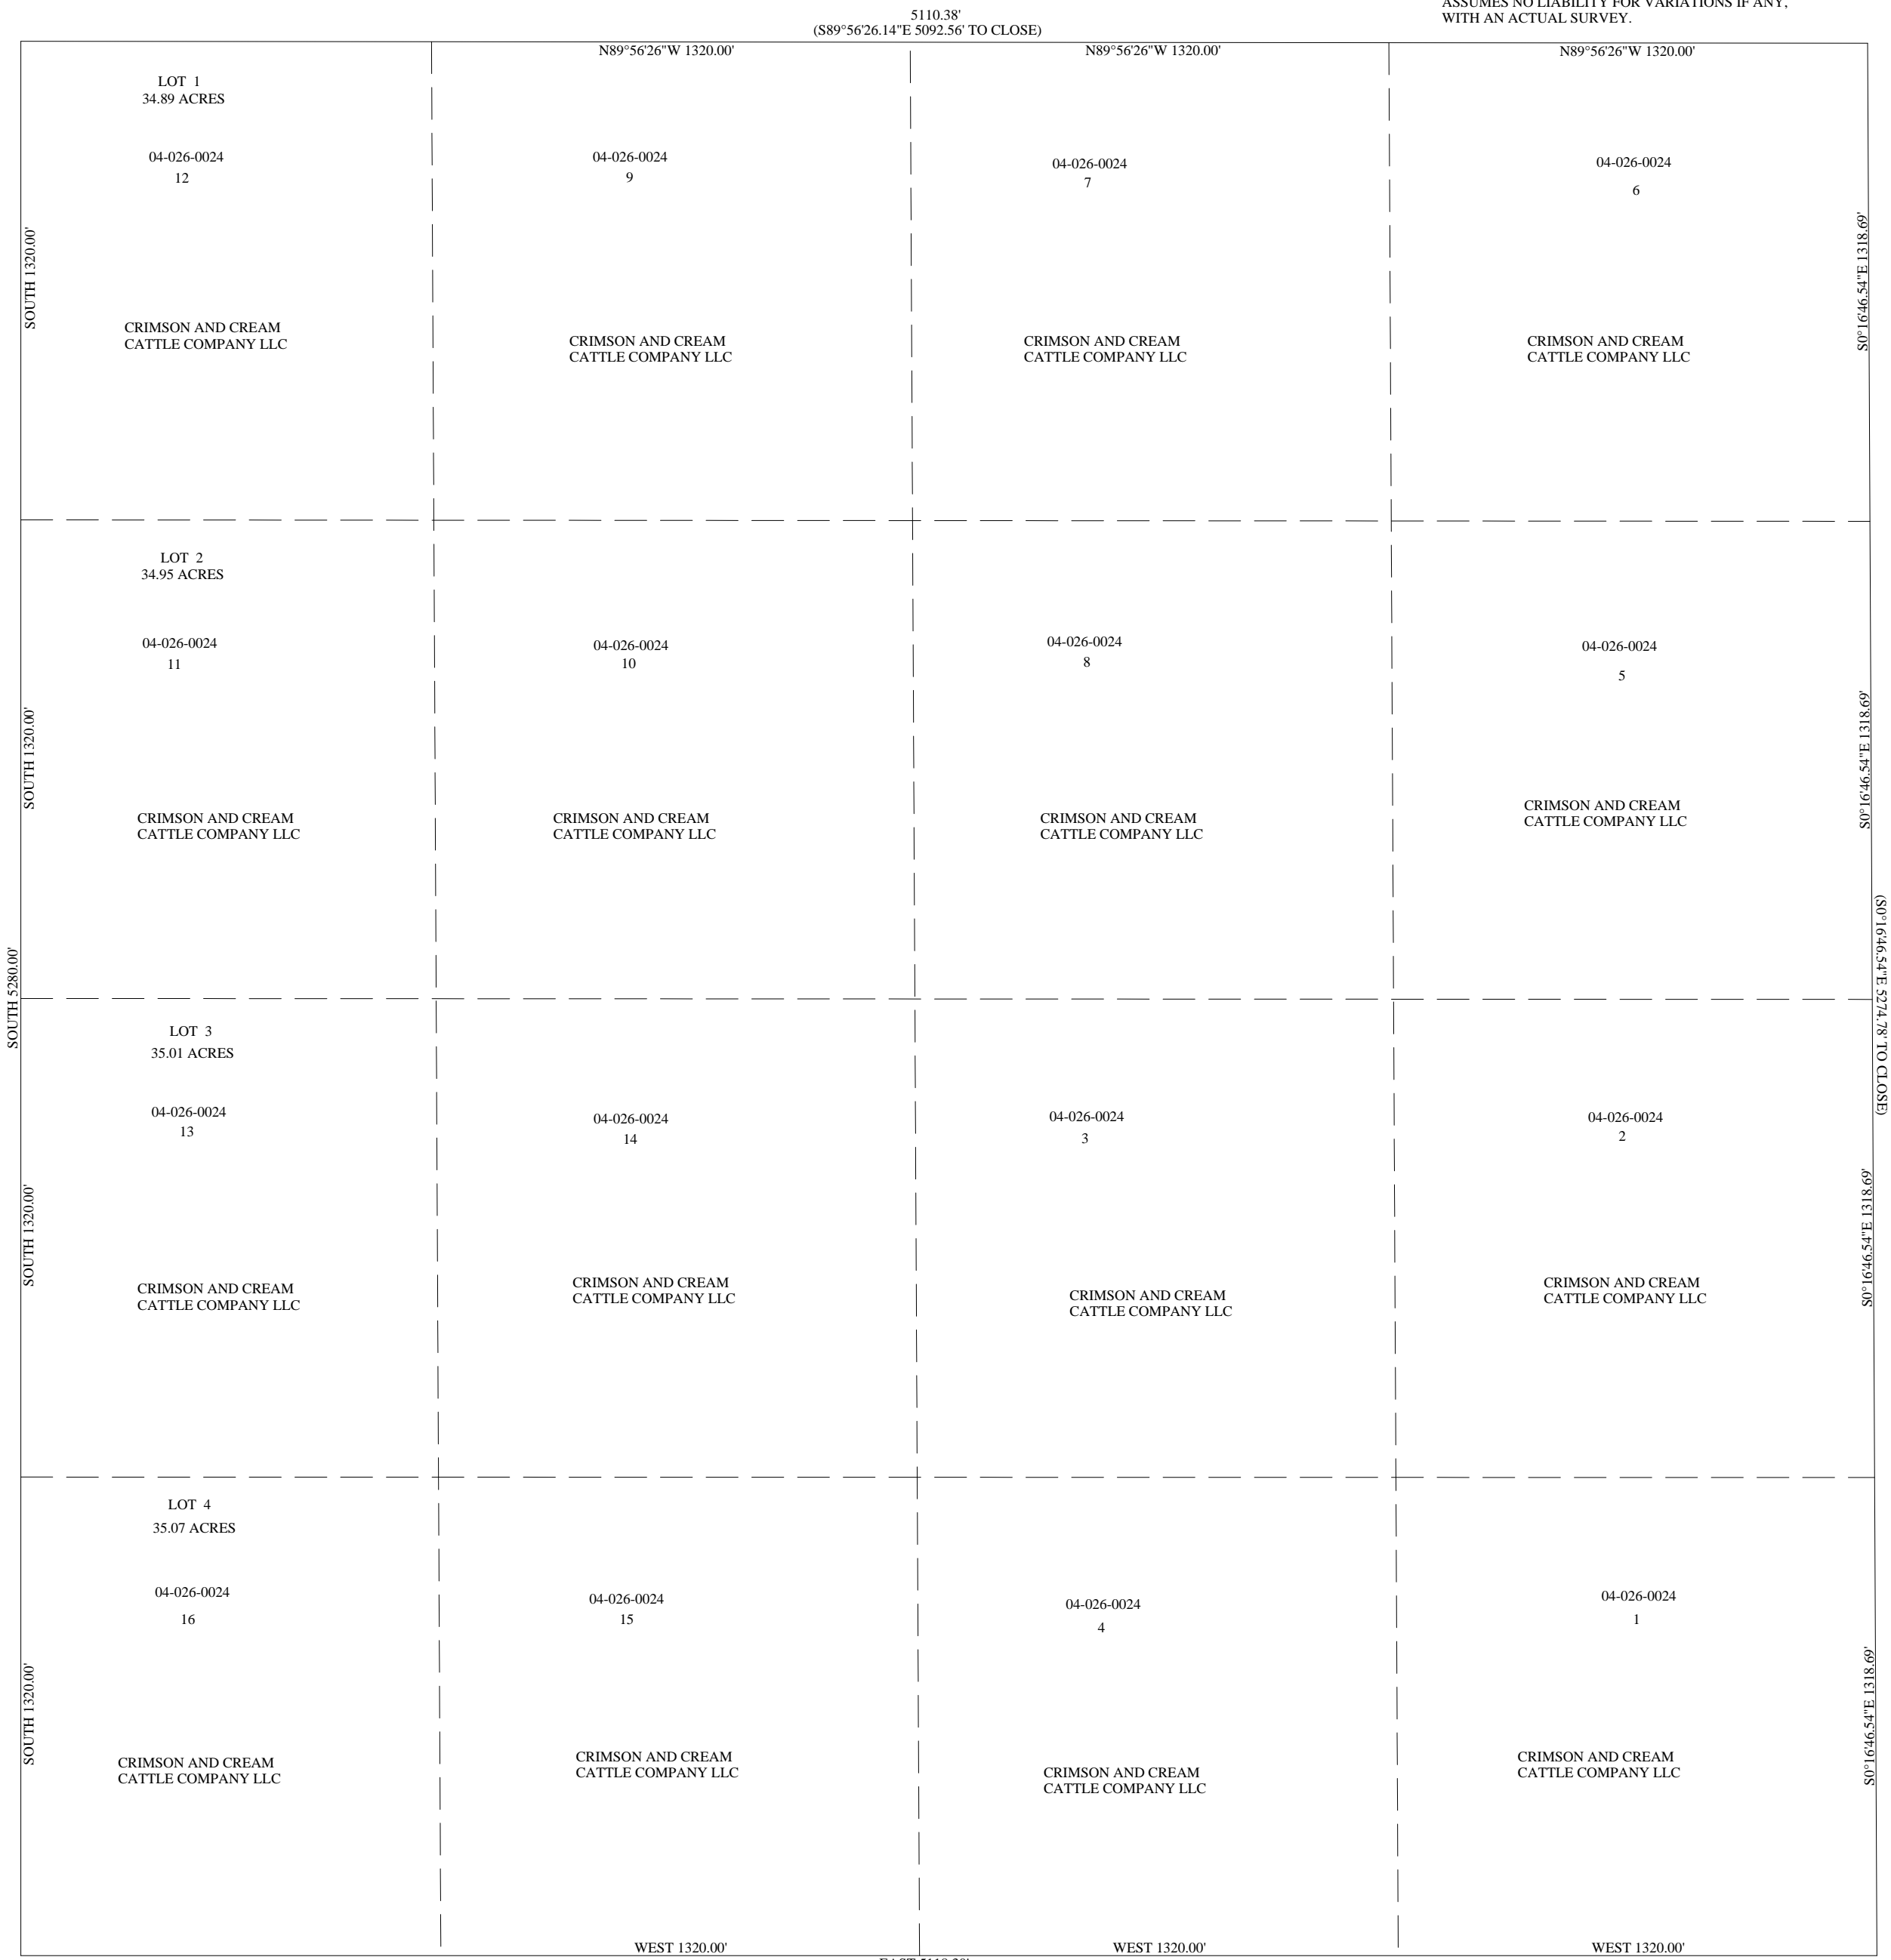 ASSUMES NO LIABILITY FOR VARIATIONS IF ANY,
WITH AN ACTUAL SURVEY.
5110.38'
(S89°56'26.14"E 5092.56' TO CLOSE)
N89°56'26"W 1320.00'
N89°56'26"W 1320.00'
N89°56'26"W 1320.00'
LOT 1
34.89 ACRES
04-026-0024
12
04-026-0024
9
04-026-0024
7
04-026-0024
6
SOUTH 1320.00'
S0°16'46.54"E 1318.69'
CRIMSON AND CREAM
CATTLE COMPANY LLC
CRIMSON AND CREAM
CATTLE COMPANY LLC
CRIMSON AND CREAM
CATTLE COMPANY LLC
CRIMSON AND CREAM
CATTLE COMPANY LLC
LOT 2
34.95 ACRES
04-026-0024
11
04-026-0024
10
04-026-0024
8
04-026-0024
5
SOUTH 1320.00'
S0°16'46.54"E 1318.69'
CRIMSON AND CREAM
CATTLE COMPANY LLC
CRIMSON AND CREAM
CATTLE COMPANY LLC
CRIMSON AND CREAM
CATTLE COMPANY LLC
CRIMSON AND CREAM
CATTLE COMPANY LLC
SOUTH 5280.00'
(S0°16'46.54"E 5274.78' TO CLOSE)
LOT 3
35.01 ACRES
04-026-0024
13
04-026-0024
14
04-026-0024
3
04-026-0024
2
SOUTH 1320.00'
S0°16'46.54"E 1318.69'
CRIMSON AND CREAM
CATTLE COMPANY LLC
CRIMSON AND CREAM
CATTLE COMPANY LLC
CRIMSON AND CREAM
CATTLE COMPANY LLC
CRIMSON AND CREAM
CATTLE COMPANY LLC
LOT 4
35.07 ACRES
04-026-0024
16
04-026-0024
15
04-026-0024
4
04-026-0024
1
SOUTH 1320.00'
S0°16'46.54"E 1318.69'
CRIMSON AND CREAM
CATTLE COMPANY LLC
CRIMSON AND CREAM
CATTLE COMPANY LLC
CRIMSON AND CREAM
CATTLE COMPANY LLC
CRIMSON AND CREAM
CATTLE COMPANY LLC
WEST 1320.00'
WEST 1320.00'
WEST 1320.00'